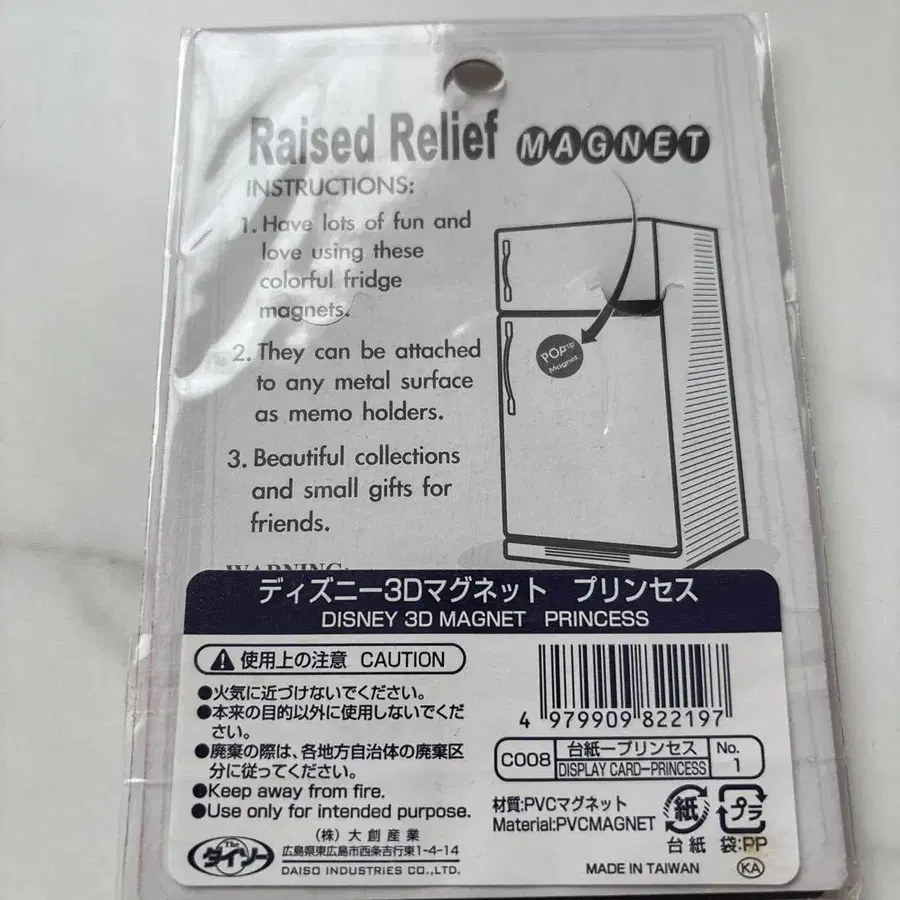 Raised Relief MAGNET
INSTRUCTIONS:
1. Have lots of fun and
love using these
colorful fridge
magnets.
2. They can be attached
to any metal surface
as memo holders.
3. Beautiful collections
and small gifts for
friends.
POP up
Magnet
WARNING:
ディズニー3Dマグネット プリンセス
DISNEY 3D MAGNET PRINCESS
使用上の注意 CAUTION
●火気に近づけないでください。
●本来の目的以外に使用しないでくだ
さい。
●廃棄の際は、各地方自治体の廃棄区
分に従ってください。
●Keep away from fire.
●Use only for intended purpose.
The ダイソー
(株)大創産業
広島県東広島市西条吉行東1-4-14
DAISO INDUSTRIES CO.,LTD.
4 979909 822197
C008 台紙ープリンセス No.
DISPLAY CARD-PRINCESS 1
材質:PVCマグネット
Material:PVCMAGNET
紙 プラ
台紙 袋:PP
MADE IN TAIWAN KA